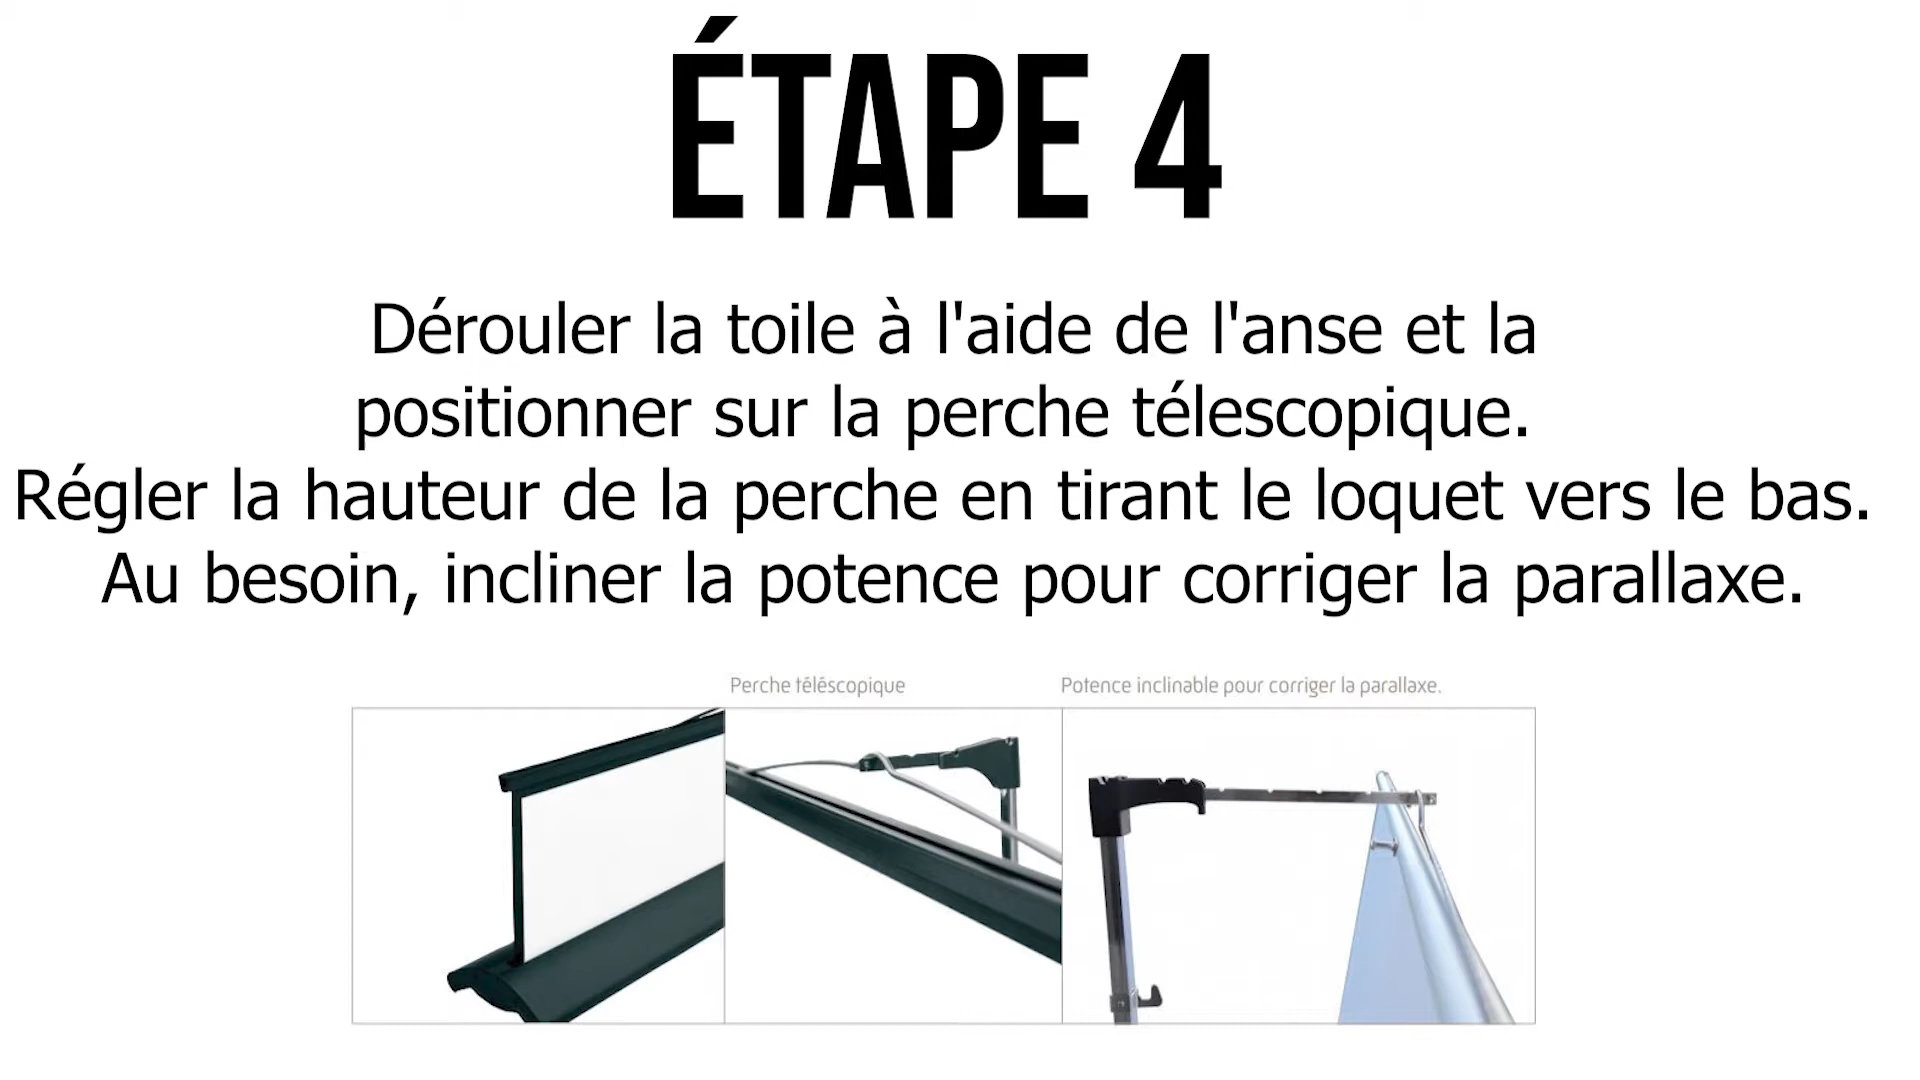 ÉTAPE 4
Dérouler la toile à l'aide de l'anse et la
positionner sur la perche télescopique.
Régler la hauteur de la perche en tirant le loquet vers le bas.
Au besoin, incliner la potence pour corriger la parallaxe.
Perche téléscopique
Potence inclinable pour corriger la parallaxe.